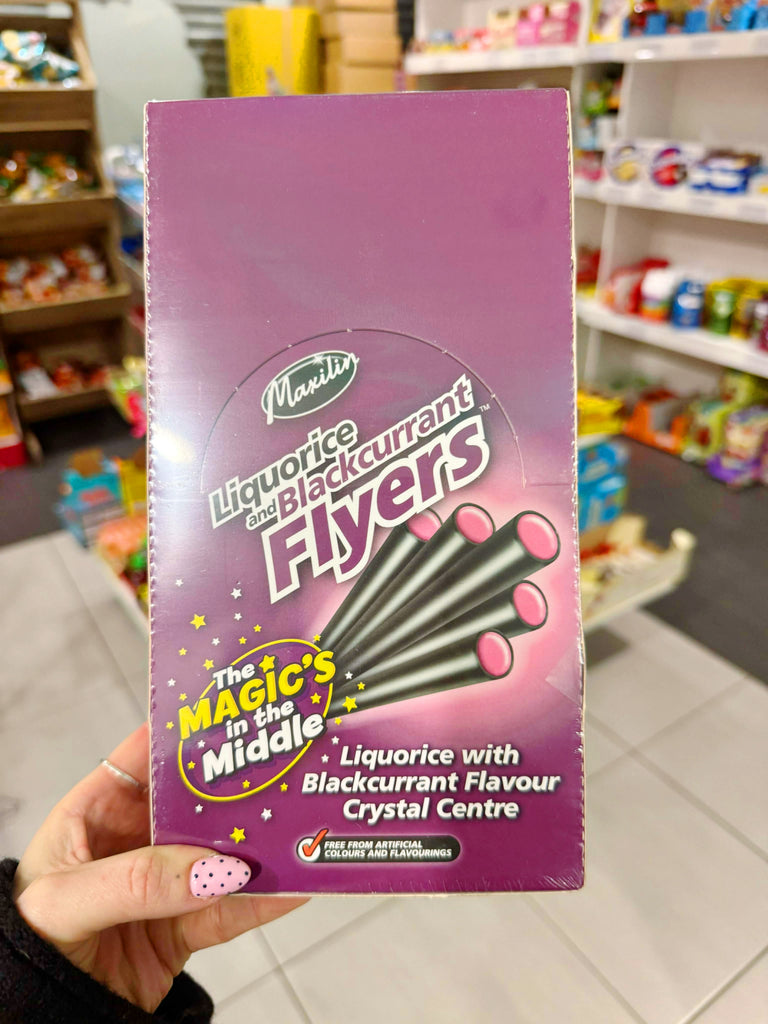 Maxilin
Liquorice
and Blackcurrant
Flyers™
The
MAGIC'S
in the
Middle
Liquorice with
Blackcurrant Flavour
Crystal Centre
FREE FROM ARTIFICIAL
COLOURS AND FLAVOURINGS